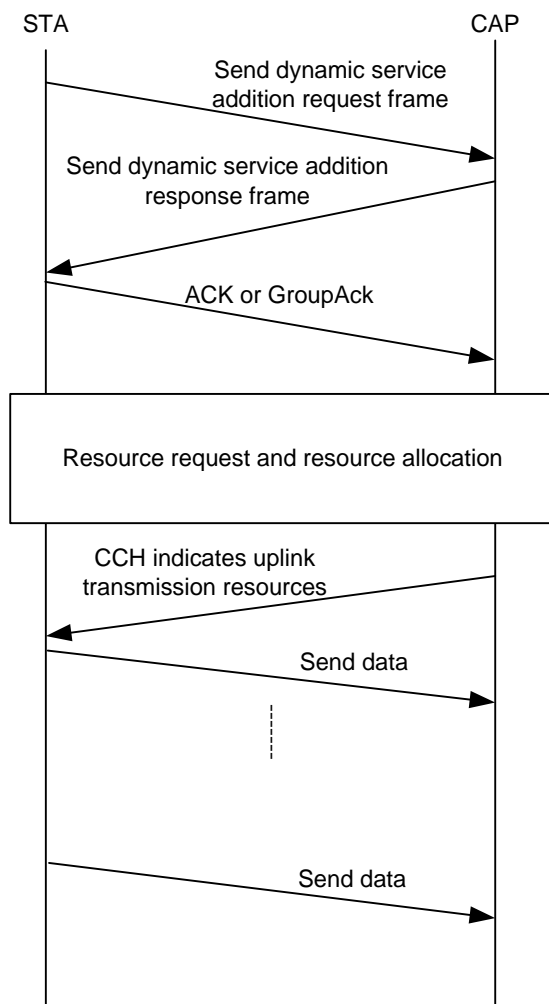 STA
CAP
Send dynamic service
addition request frame
Send dynamic service addition
response frame
ACK or GroupAck
Resource request and resource allocation
CCH indicates uplink
transmission resources
Send data
Send data